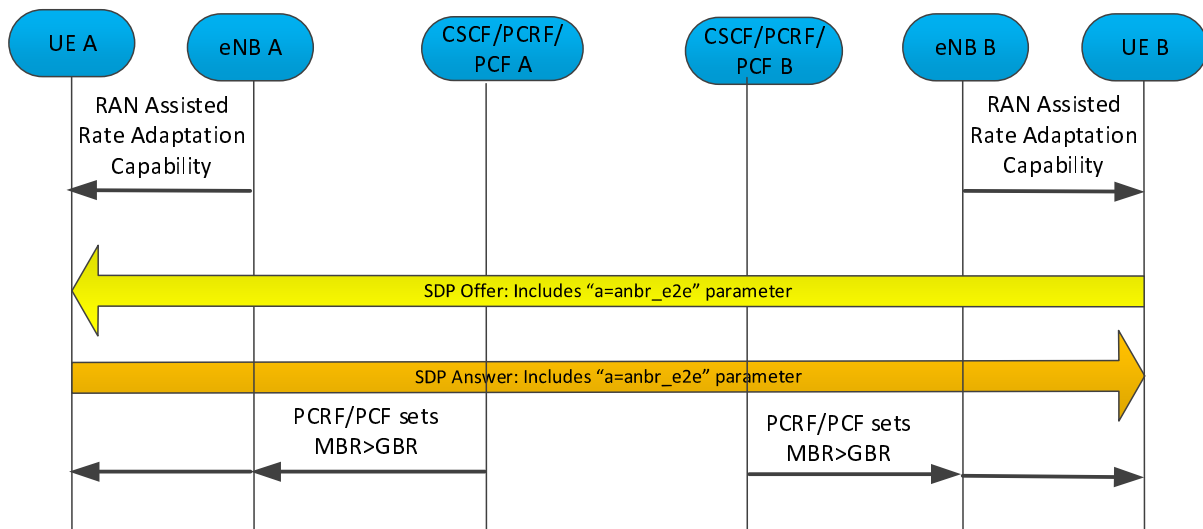 UE A
eNB A
CSCF/PCRF/
PCF A
CSCF/PCRF/
PCF B
eNB B
UE B
RAN Assisted
Rate Adaptation
Capability
RAN Assisted
Rate Adaptation
Capability
SDP Offer: Includes “a=anbr_e2e” parameter
SDP Answer: Includes “a=anbr_e2e” parameter
PCRF/PCF sets
MBR>GBR
PCRF/PCF sets
MBR>GBR